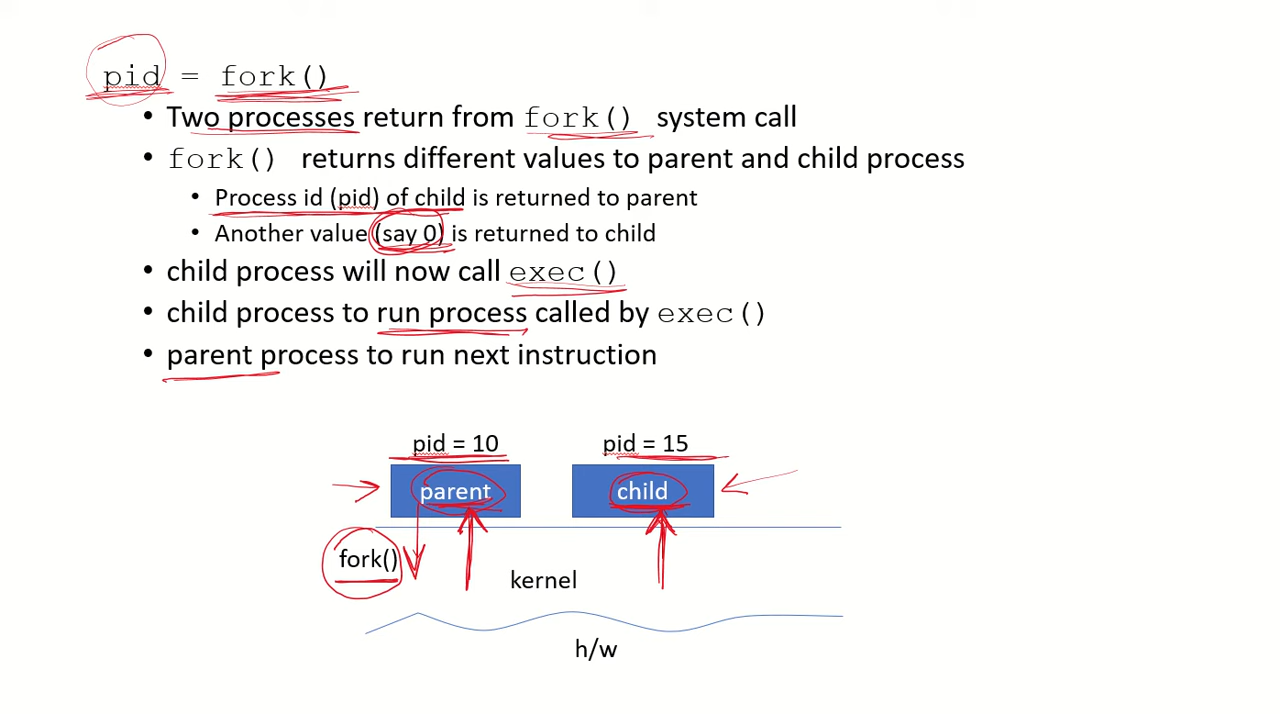 pid = fork()
• Two processes return from fork() system call
• fork() returns different values to parent and child process
• Process id (pid) of child is returned to parent
• Another value (say 0) is returned to child
• child process will now call exec()
• child process to run process called by exec()
• parent process to run next instruction
pid = 10 pid = 15
parent child
fork()
kernel
h/w